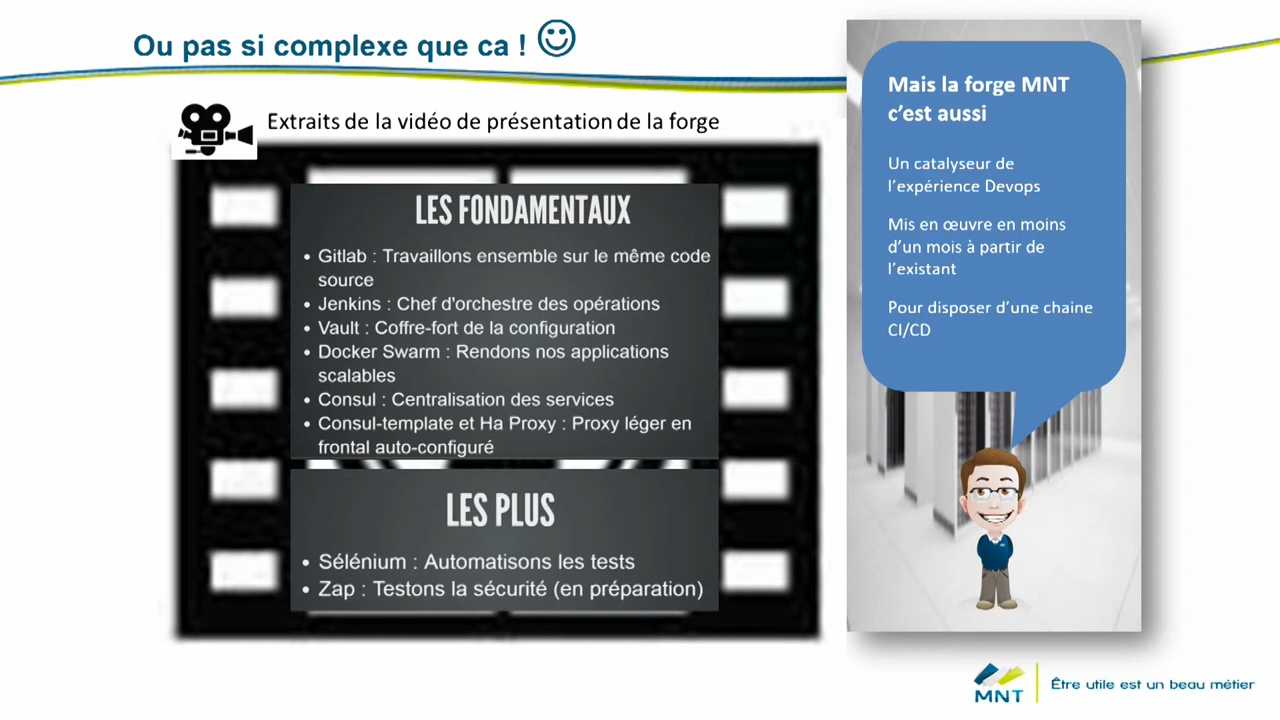 Ou pas si complexe que ca !
Extraits de la vidéo de présentation de la forge
LES FONDAMENTAUX
• Gitlab : Travaillons ensemble sur le même code
source
• Jenkins : Chef d'orchestre des opérations
• Vault : Coffre-fort de la configuration
• Docker Swarm : Rendons nos applications
scalables
• Consul : Centralisation des services
• Consul-template et Ha Proxy : Proxy léger en
frontal auto-configuré
LES PLUS
• Sélénium : Automatisons les tests
• Zap : Testons la sécurité (en préparation)
Mais la forge MNT
c’est aussi
Un catalyseur de
l’expérience Devops
Mis en œuvre en moins
d’un mois à partir de
l’existant
Pour disposer d’une chaine
CI/CD
MNT
Être utile est un beau métier